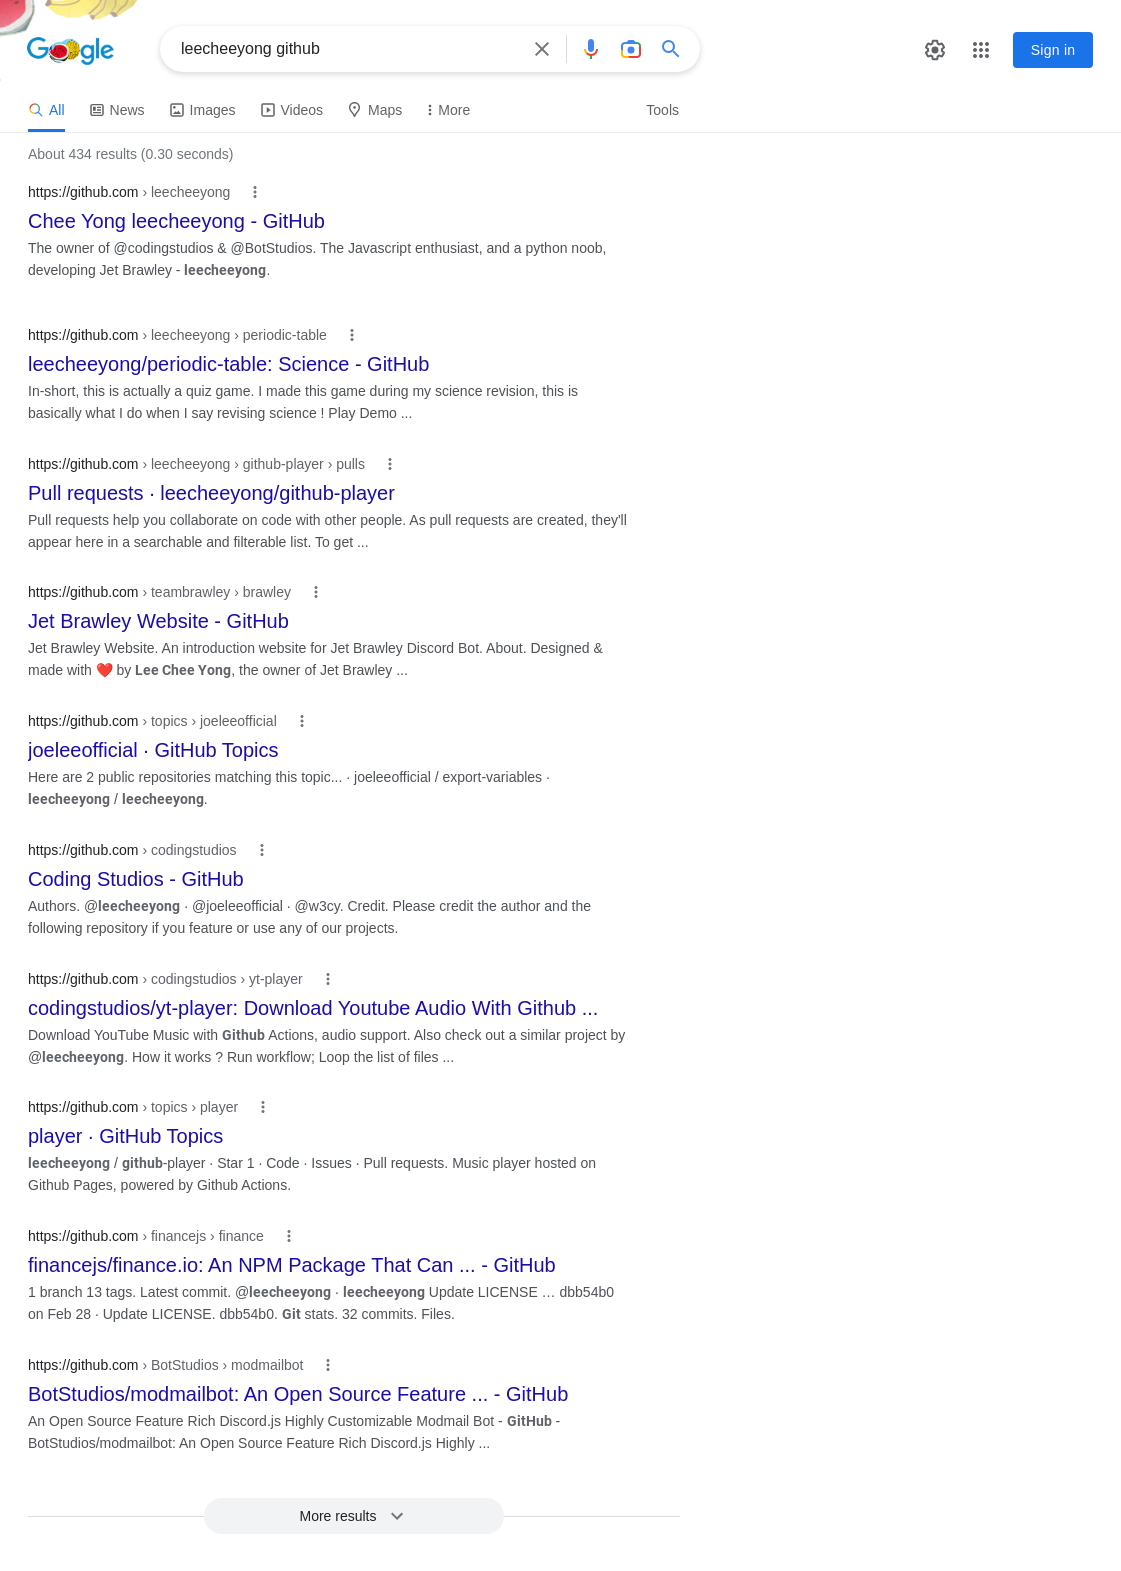 Google
leecheeyong github
Sign in
All News Images Videos Maps More Tools
About 434 results (0.30 seconds)
https://github.com › leecheeyong
Chee Yong leecheeyong - GitHub
The owner of @codingstudios & @BotStudios. The Javascript enthusiast, and a python noob,
developing Jet Brawley - leecheeyong.
https://github.com › leecheeyong › periodic-table
leecheeyong/periodic-table: Science - GitHub
In-short, this is actually a quiz game. I made this game during my science revision, this is
basically what I do when I say revising science ! Play Demo ...
https://github.com › leecheeyong › github-player › pulls
Pull requests · leecheeyong/github-player
Pull requests help you collaborate on code with other people. As pull requests are created, they'll
appear here in a searchable and filterable list. To get ...
https://github.com › teambrawley › brawley
Jet Brawley Website - GitHub
Jet Brawley Website. An introduction website for Jet Brawley Discord Bot. About. Designed &
made with ❤️ by Lee Chee Yong, the owner of Jet Brawley ...
https://github.com › topics › joeleeofficial
joeleeofficial · GitHub Topics
Here are 2 public repositories matching this topic... · joeleeofficial / export-variables ·
leecheeyong / leecheeyong.
https://github.com › codingstudios
Coding Studios - GitHub
Authors. @leecheeyong · @joeleeofficial · @w3cy. Credit. Please credit the author and the
following repository if you feature or use any of our projects.
https://github.com › codingstudios › yt-player
codingstudios/yt-player: Download Youtube Audio With Github ...
Download YouTube Music with Github Actions, audio support. Also check out a similar project by
@leecheeyong. How it works ? Run workflow; Loop the list of files ...
https://github.com › topics › player
player · GitHub Topics
leecheeyong / github-player · Star 1 · Code · Issues · Pull requests. Music player hosted on
Github Pages, powered by Github Actions.
https://github.com › financejs › finance
financejs/finance.io: An NPM Package That Can ... - GitHub
1 branch 13 tags. Latest commit. @leecheeyong · leecheeyong Update LICENSE … dbb54b0
on Feb 28 · Update LICENSE. dbb54b0. Git stats. 32 commits. Files.
https://github.com › BotStudios › modmailbot
BotStudios/modmailbot: An Open Source Feature ... - GitHub
An Open Source Feature Rich Discord.js Highly Customizable Modmail Bot - GitHub -
BotStudios/modmailbot: An Open Source Feature Rich Discord.js Highly ...
More results